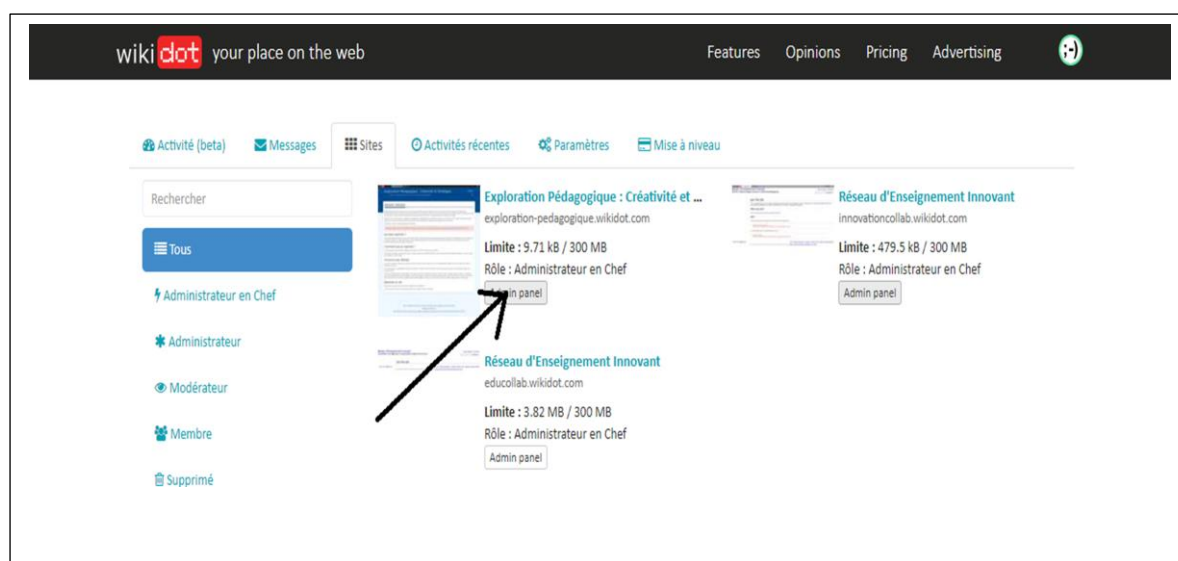 wikidot your place on the web
Features Opinions Pricing Advertising
;-)
Activité (beta) Messages Sites Activités récentes Paramètres Mise à niveau
Rechercher
Tous
Administrateur en Chef
Administrateur
Modérateur
Membre
Supprimé
Exploration Pédagogique : Créativité et ...
exploration-pedagogique.wikidot.com
Limite : 9.71 kB / 300 MB
Rôle : Administrateur en Chef
Admin panel
Réseau d'Enseignement Innovant
innovationcollab.wikidot.com
Limite : 479.5 kB / 300 MB
Rôle : Administrateur en Chef
Admin panel
Réseau d'Enseignement Innovant
educollab.wikidot.com
Limite : 3.82 MB / 300 MB
Rôle : Administrateur en Chef
Admin panel